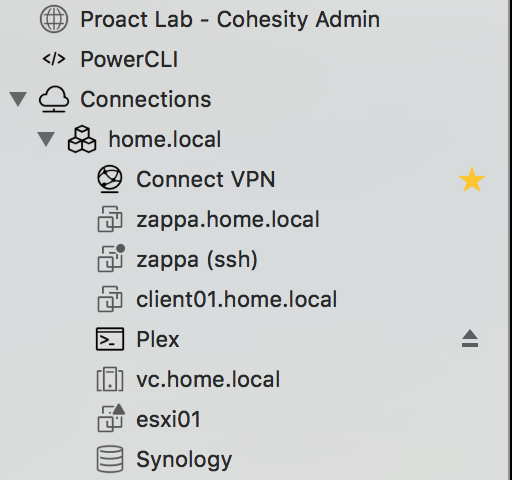 Proact Lab - Cohesity Admin
PowerCLI
Connections
home.local
Connect VPN
zappa.home.local
zappa (ssh)
client01.home.local
Plex
vc.home.local
esxi01
Synology